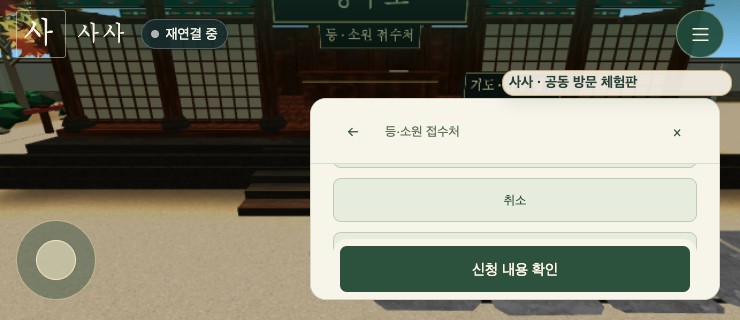 사 사사
재연결 중
등·소원 접수처
기도·
사사 · 공동 방문 체험판
등·소원 접수처
취소
신청 내용 확인